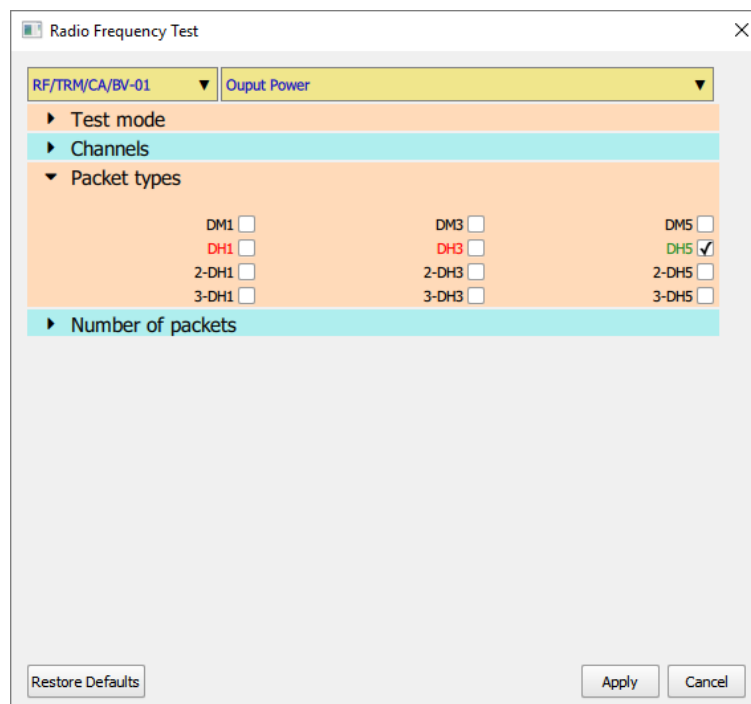 Radio Frequency Test
RF/TRM/CA/BV-01 Ouput Power
Test mode
Channels
Packet types
DM1 DM3 DM5
DH1 DH3 DH5
2-DH1 2-DH3 2-DH5
3-DH1 3-DH3 3-DH5
Number of packets
Restore Defaults Apply Cancel